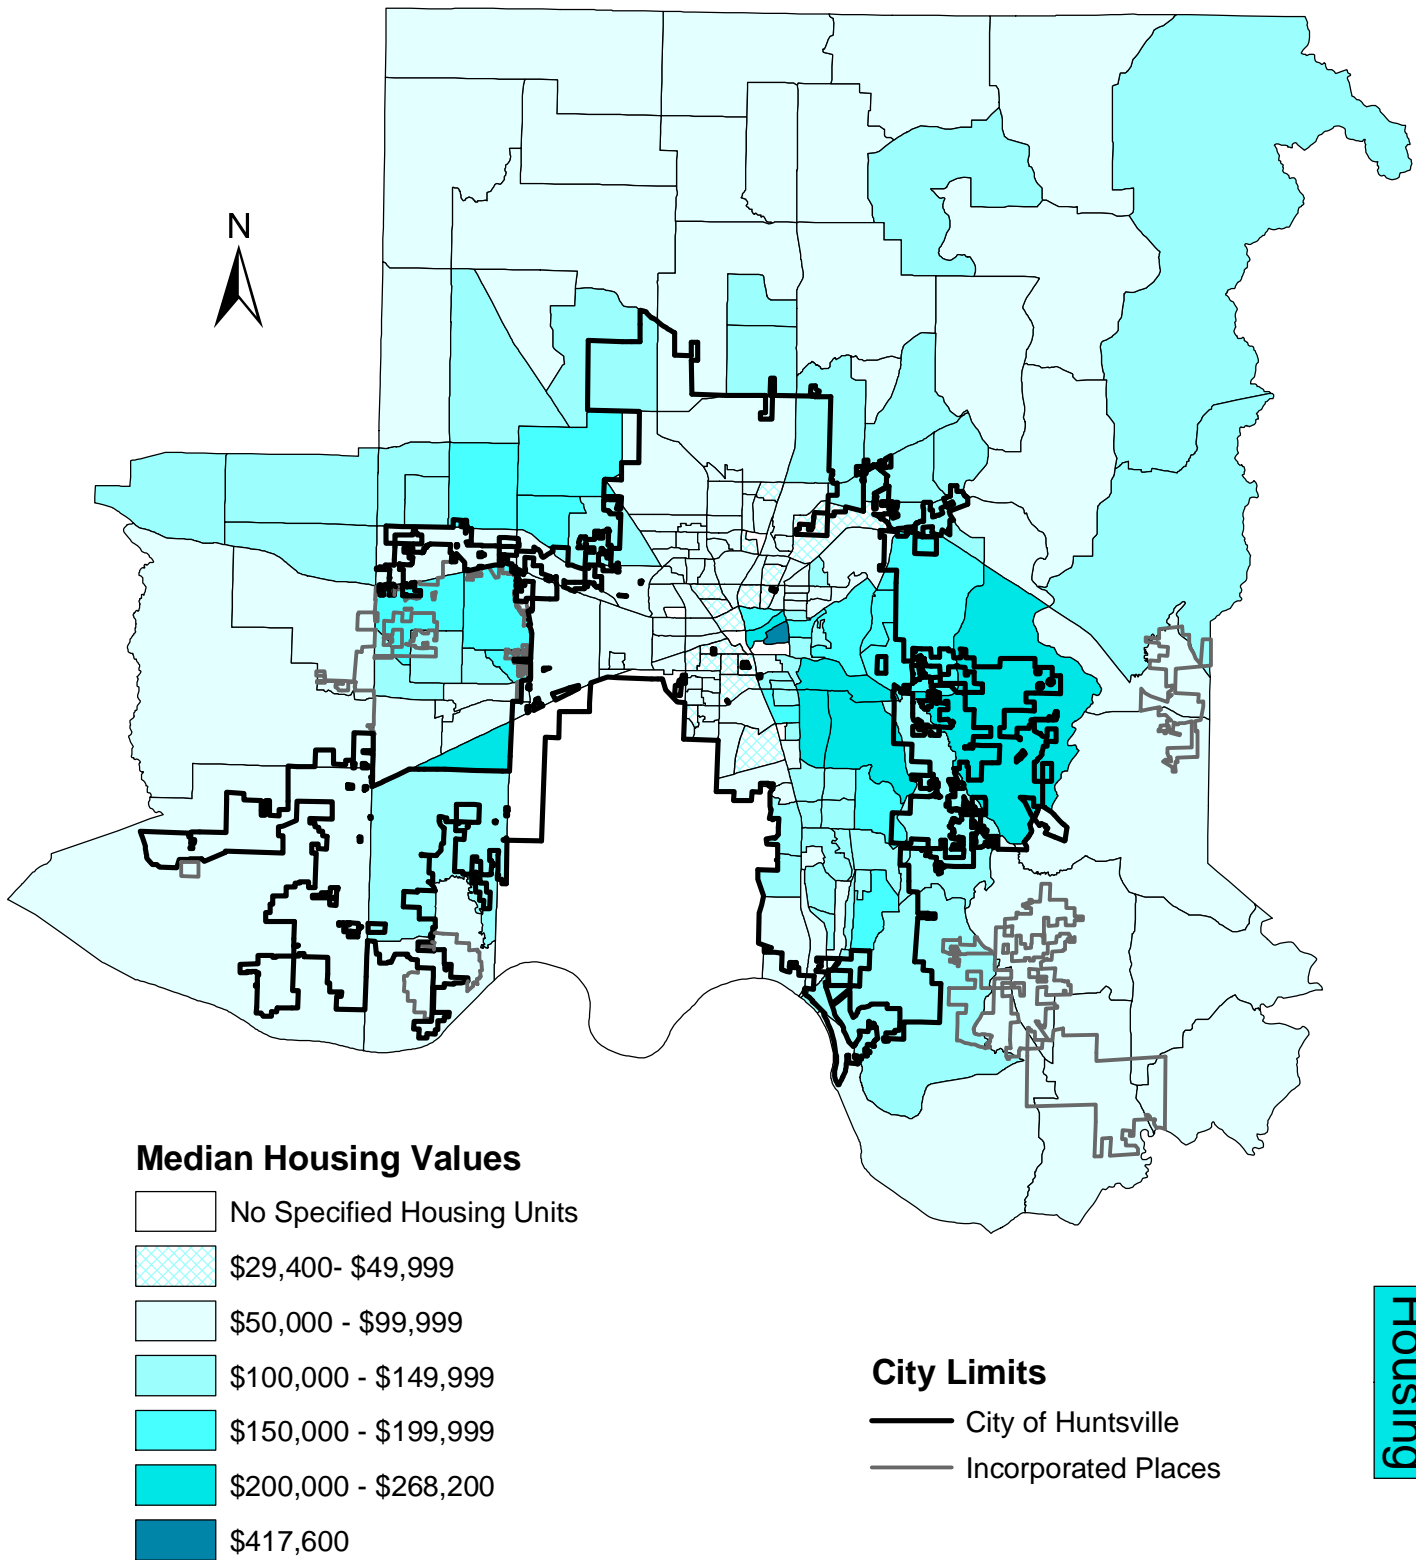 N
Median Housing Values
No Specified Housing Units
$29,400- $49,999
$50,000 - $99,999
$100,000 - $149,999
$150,000 - $199,999
$200,000 - $268,200
$417,600
City Limits
City of Huntsville
Incorporated Places
Housing